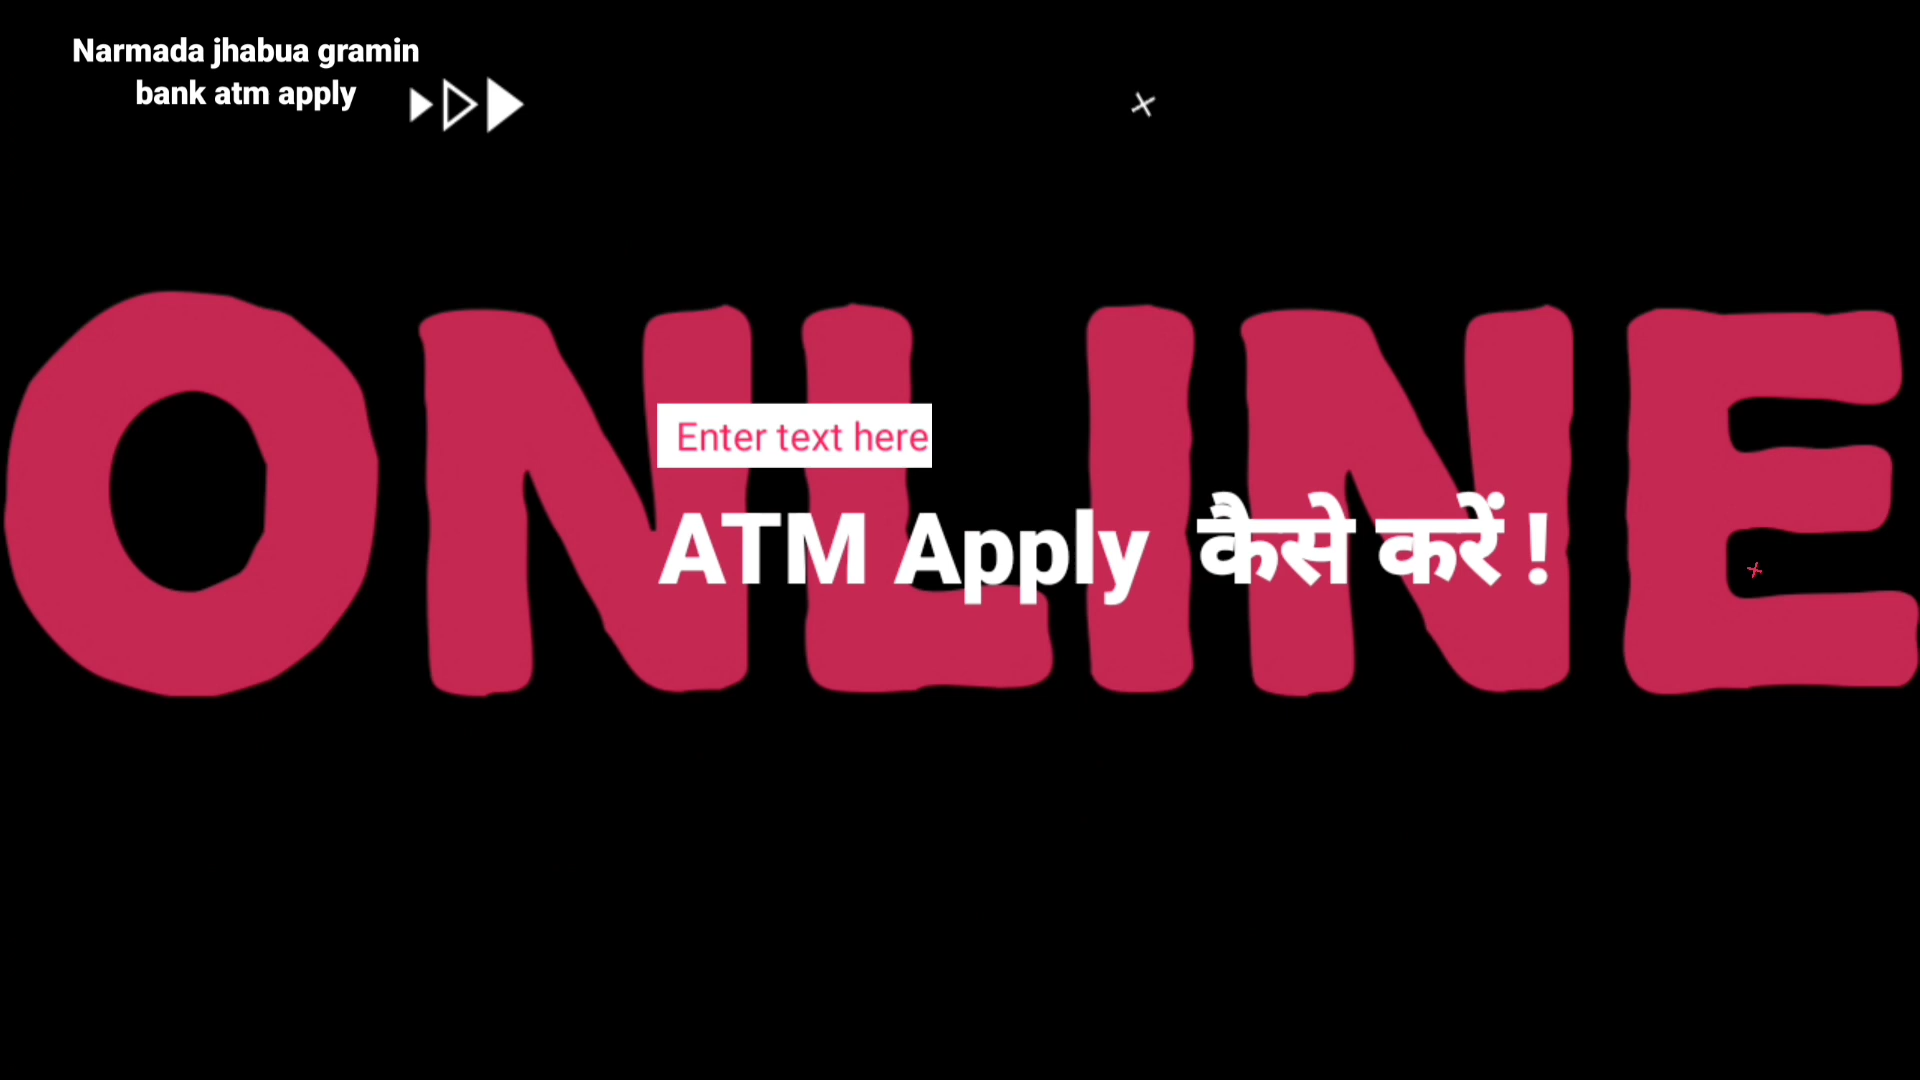 Narmada jhabua gramin
bank atm apply
ONLINE
Enter text here
ATM Apply कैसे करें !